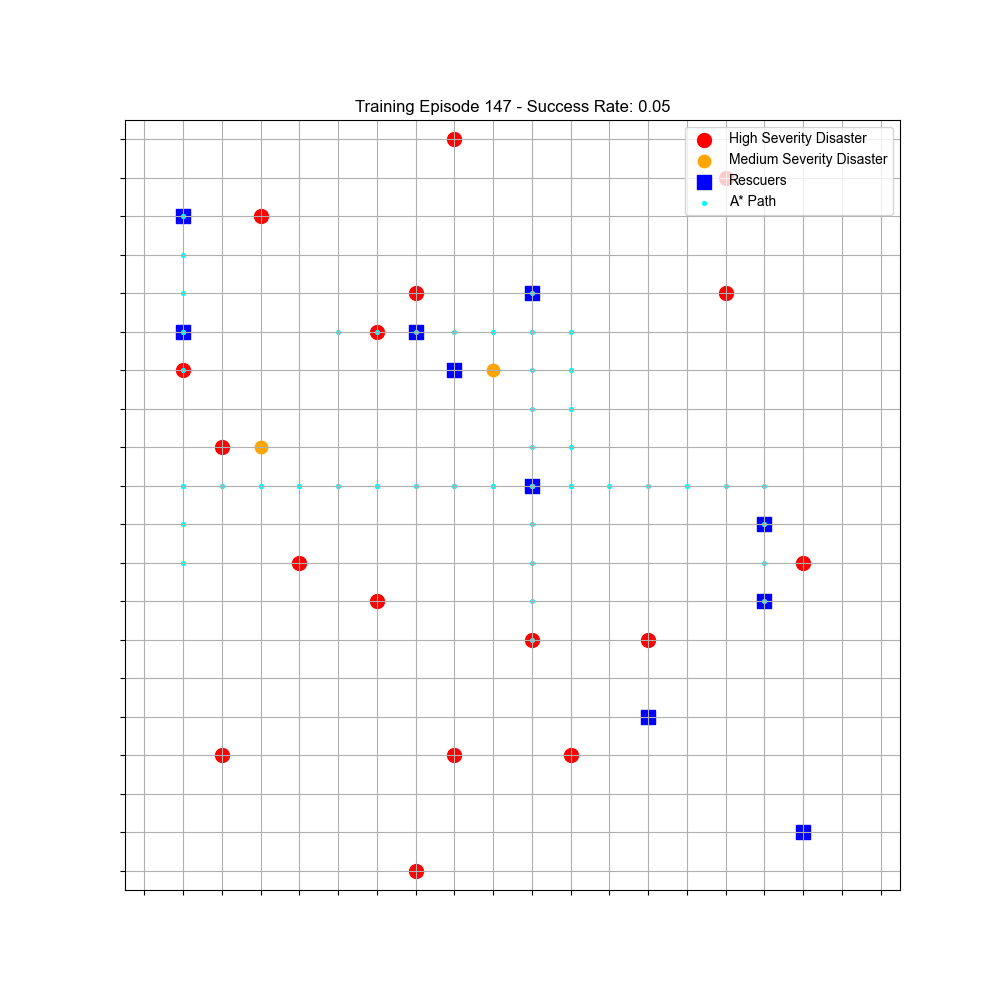 Training Episode 147 - Success Rate: 0.05
High Severity Disaster
Medium Severity Disaster
Rescuers
A* Path